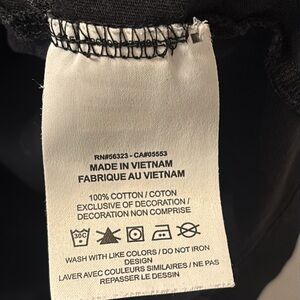 RN#56323 - CA#05553
MADE IN VIETNAM
FABRIQUE AU VIETNAM
100% COTTON / COTON
EXCLUSIVE OF DECORATION /
DECORATION NON COMPRISE
30C
WASH WITH LIKE COLORS / DO NOT IRON
DESIGN
LAVER AVEC COULEURS SIMILAIRES / NE PAS
REPASSER LE DESSIN